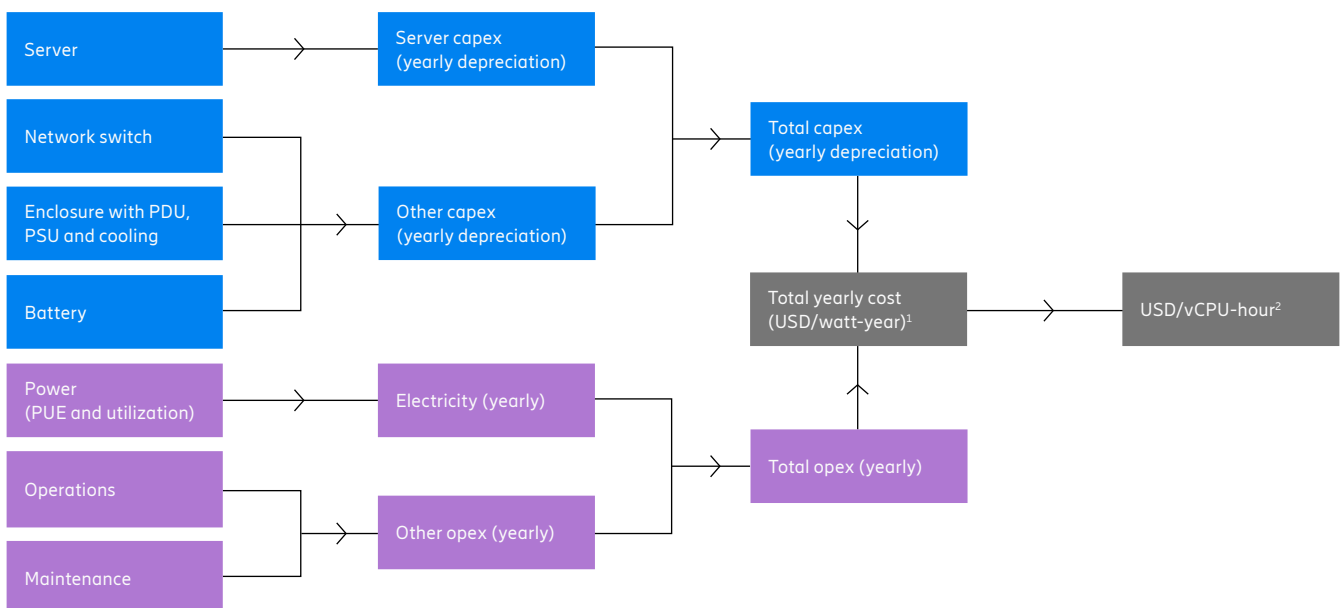 Server
Server capex
(yearly depreciation)
Network switch
Total capex
(yearly depreciation)
Enclosure with PDU,
PSU and cooling
Other capex
(yearly depreciation)
Battery
Total yearly cost
(USD/watt-year)¹
USD/vCPU-hour²
Power
(PUE and utilization)
Electricity (yearly)
Total opex (yearly)
Operations
Other opex (yearly)
Maintenance